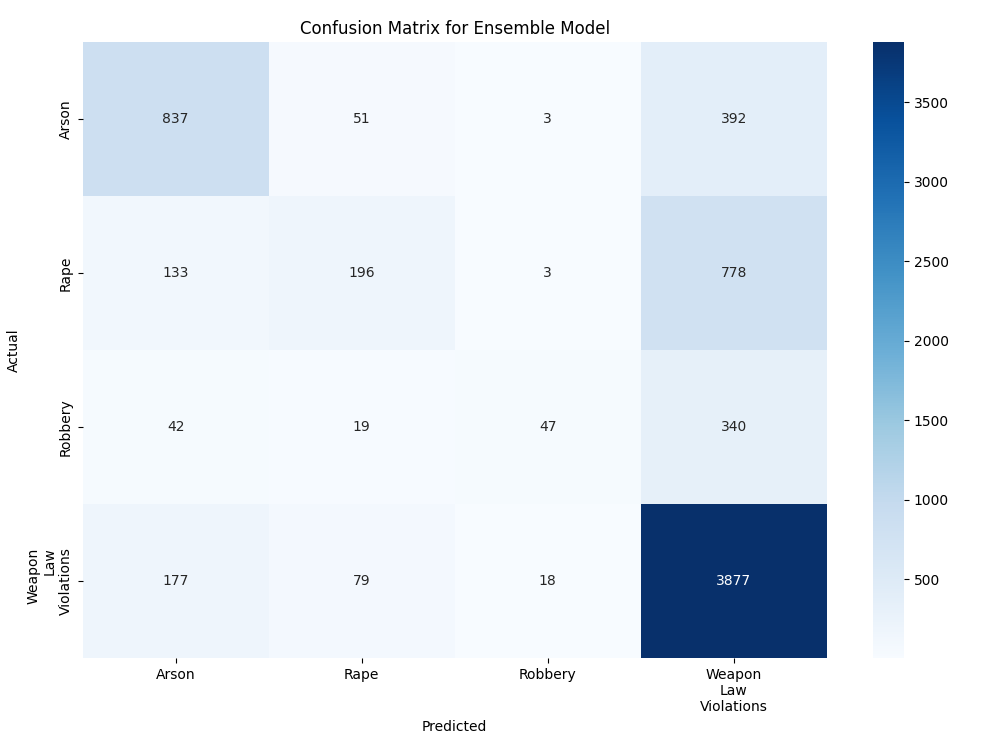 Confusion Matrix for Ensemble Model
Actual
Arson
837
51
3
392
Rape
133
196
3
778
Robbery
42
19
47
340
Weapon
Law
Violations
177
79
18
3877
Arson
Rape
Robbery
Weapon
Law
Violations
Predicted
3500
3000
2500
2000
1500
1000
500